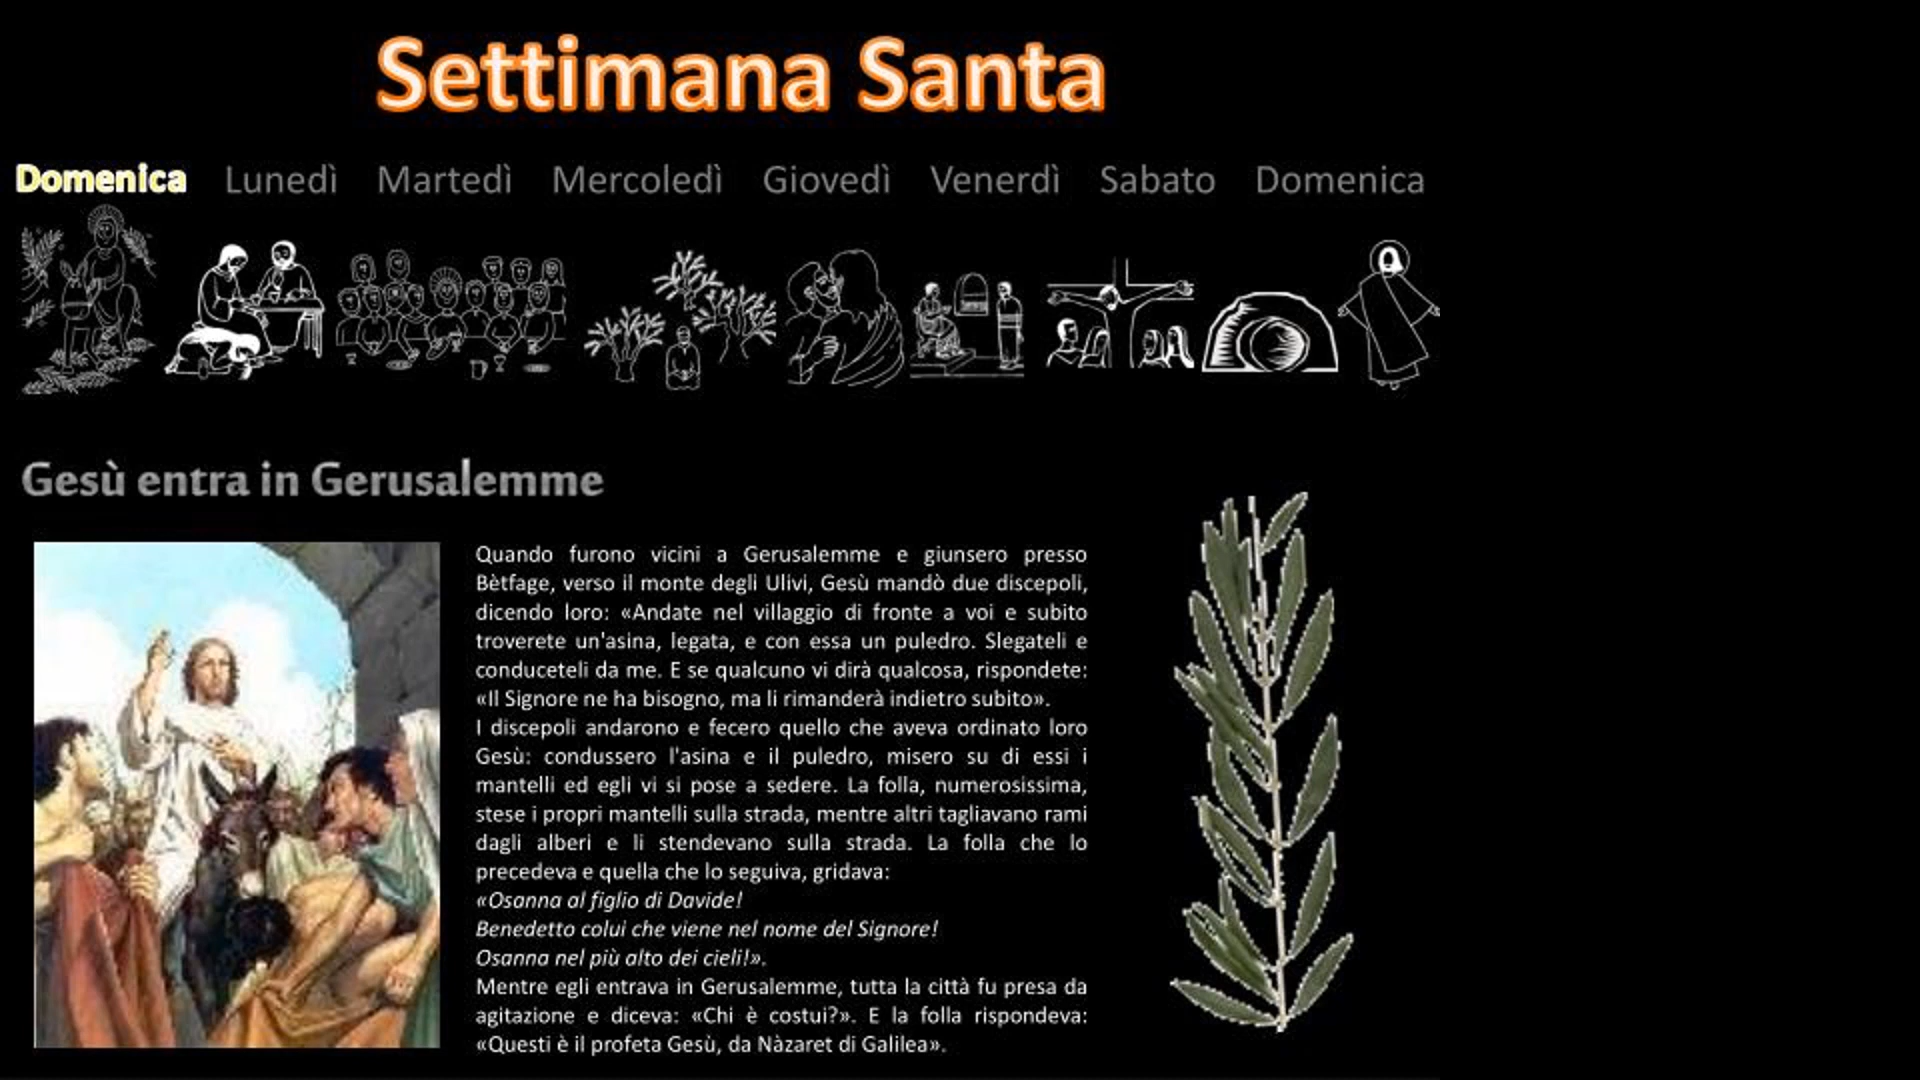 Settimana Santa
Domenica Lunedì Martedì Mercoledì Giovedì Venerdì Sabato Domenica
Gesù entra in Gerusalemme
Quando furono vicini a Gerusalemme e giunsero presso
Bètfage, verso il monte degli Ulivi, Gesù mandò due discepoli,
dicendo loro: «Andate nel villaggio di fronte a voi e subito
troverete un'asina, legata, e con essa un puledro. Slegateli e
conduceteli da me. E se qualcuno vi dirà qualcosa, rispondete:
«Il Signore ne ha bisogno, ma li rimanderà indietro subito».
I discepoli andarono e fecero quello che aveva ordinato loro
Gesù: condussero l'asina e il puledro, misero su di essi i
mantelli ed egli vi si pose a sedere. La folla, numerosissima,
stese i propri mantelli sulla strada, mentre altri tagliavano rami
dagli alberi e li stendevano sulla strada. La folla che lo
precedeva e quella che lo seguiva, gridava:
«Osanna al figlio di Davide!
Benedetto colui che viene nel nome del Signore!
Osanna nel più alto dei cieli!».
Mentre egli entrava in Gerusalemme, tutta la città fu presa da
agitazione e diceva: «Chi è costui?». E la folla rispondeva:
«Questi è il profeta Gesù, da Nàzaret di Galilea».